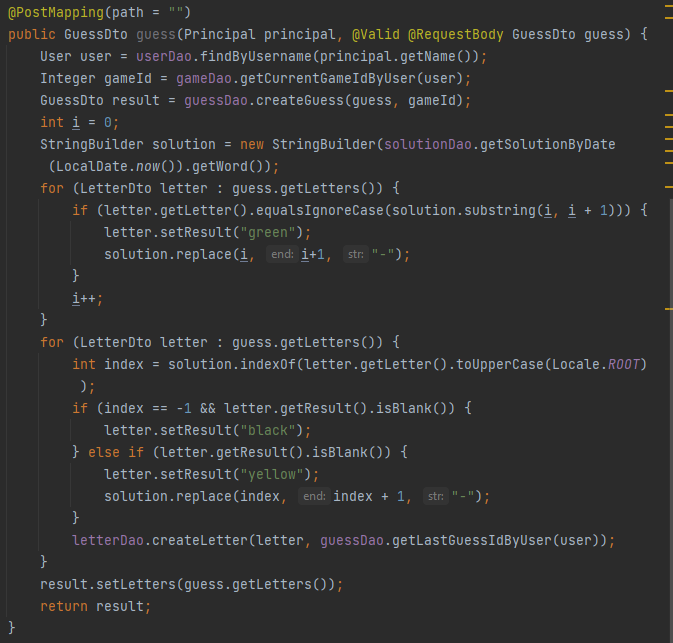 @PostMapping(path = "")
public GuessDto guess(Principal principal, @Valid @RequestBody GuessDto guess) {
    User user = userDao.findByUsername(principal.getName());
    Integer gameId = gameDao.getCurrentGameIdByUser(user);
    GuessDto result = guessDao.createGuess(guess, gameId);
    int i = 0;
    StringBuilder solution = new StringBuilder(solutionDao.getSolutionByDate
     (LocalDate.now()).getWord());
    for (LetterDto letter : guess.getLetters()) {
        if (letter.getLetter().equalsIgnoreCase(solution.substring(i, i + 1))) {
            letter.setResult("green");
            solution.replace(i, end: i+1, str: "-");
        }
        i++;
    }
    for (LetterDto letter : guess.getLetters()) {
        int index = solution.indexOf(letter.getLetter().toUpperCase(Locale.ROOT)
         );
        if (index == -1 && letter.getResult().isBlank()) {
            letter.setResult("black");
        } else if (letter.getResult().isBlank()) {
            letter.setResult("yellow");
            solution.replace(index, end: index + 1, str: "-");
        }
        letterDao.createLetter(letter, guessDao.getLastGuessIdByUser(user));
    }
    result.setLetters(guess.getLetters());
    return result;
}